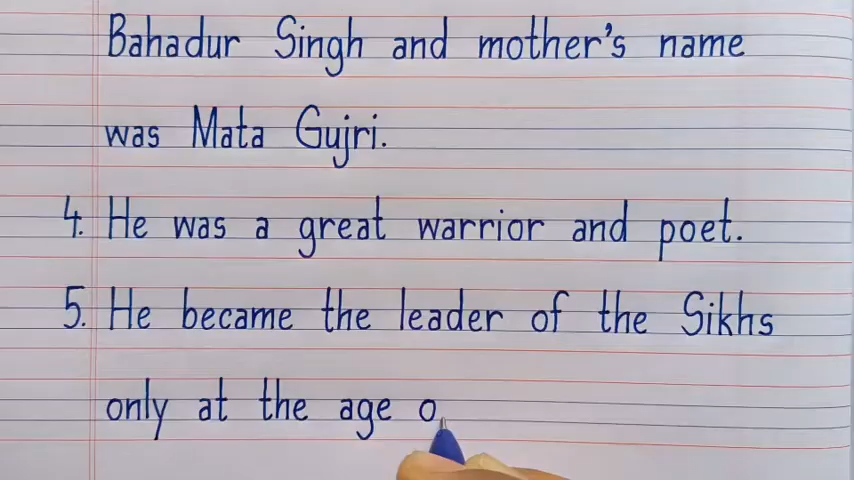 Bahadur Singh and mother's name
was Mata Gujri.
4. He was a great warrior and poet.
5. He became the leader of the Sikhs
only at the age o